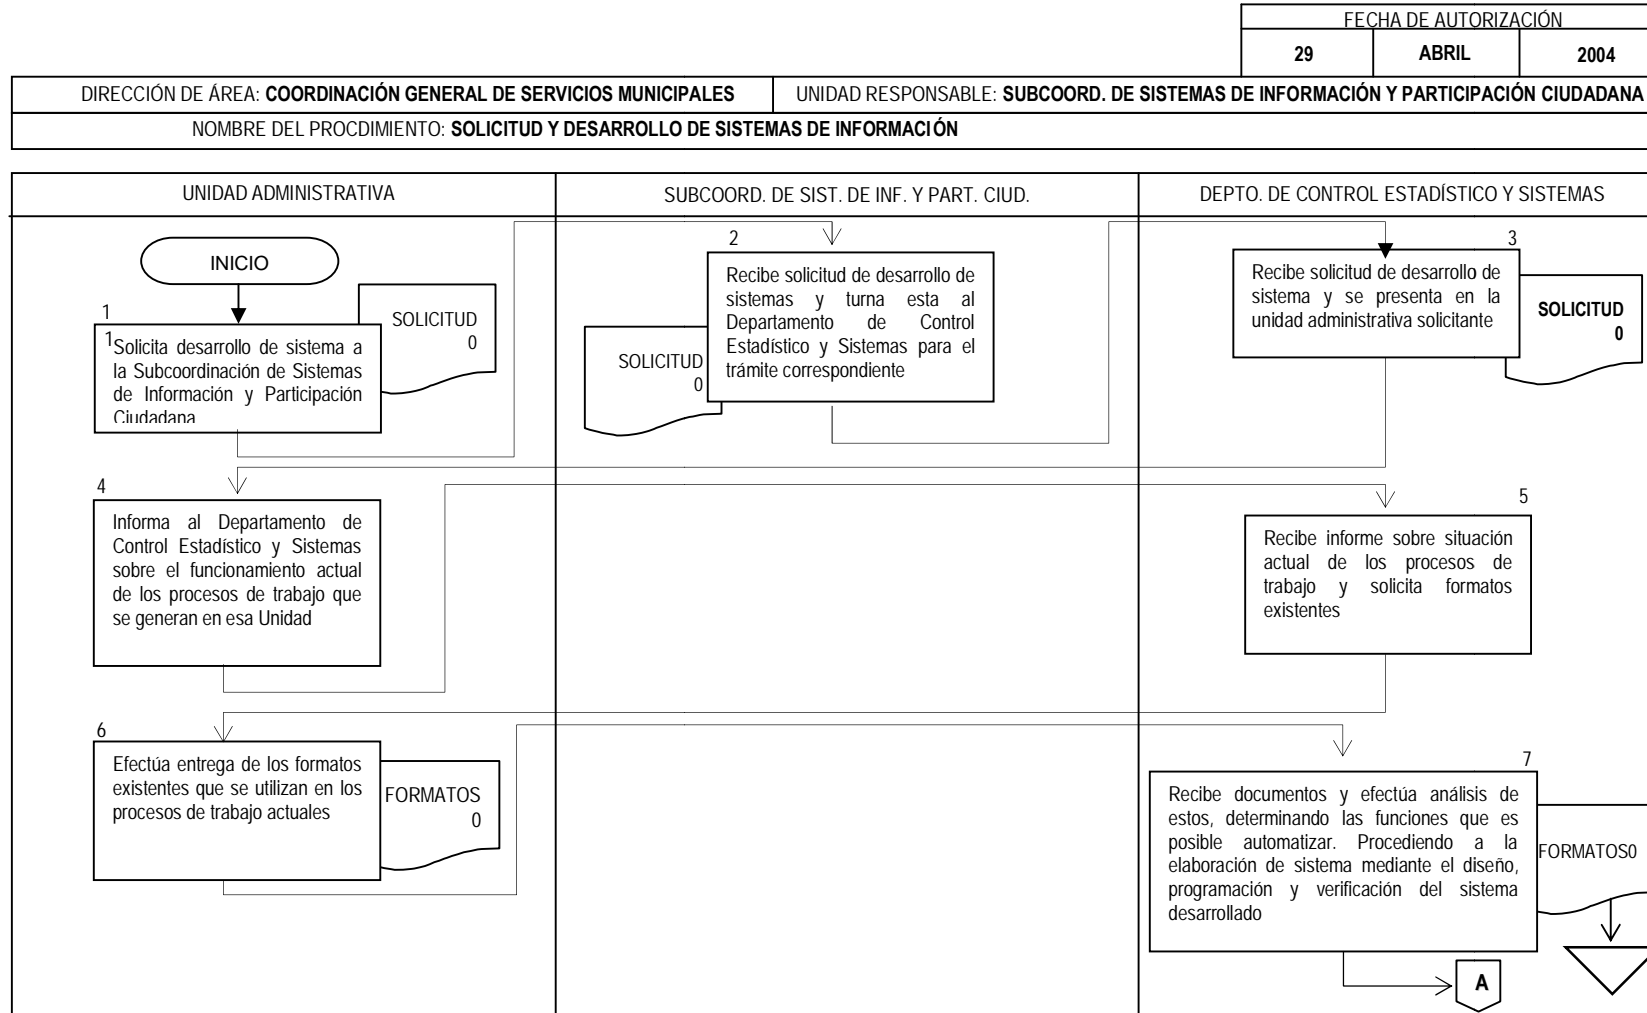 FECHA DE AUTORIZACIÓN
29 ABRIL 2004
DIRECCIÓN DE ÁREA: COORDINACIÓN GENERAL DE SERVICIOS MUNICIPALES
UNIDAD RESPONSABLE: SUBCOORD. DE SISTEMAS DE INFORMACIÓN Y PARTICIPACIÓN CIUDADANA
NOMBRE DEL PROCDIMIENTO: SOLICITUD Y DESARROLLO DE SISTEMAS DE INFORMACIÓN
UNIDAD ADMINISTRATIVA
SUBCOORD. DE SIST. DE INF. Y PART. CIUD.
DEPTO. DE CONTROL ESTADÍSTICO Y SISTEMAS
INICIO
1
1
Solicita desarrollo de sistema a
la Subcoordinación de Sistemas
de Información y Participación
Ciudadana
SOLICITUD
0
2
Recibe solicitud de desarrollo de
sistemas y turna esta al
Departamento de Control
Estadístico y Sistemas para el
trámite correspondiente
SOLICITUD
0
3
Recibe solicitud de desarrollo de
sistema y se presenta en la
unidad administrativa solicitante
SOLICITUD
0
4
Informa al Departamento de
Control Estadístico y Sistemas
sobre el funcionamiento actual
de los procesos de trabajo que
se generan en esa Unidad
5
Recibe informe sobre situación
actual de los procesos de
trabajo y solicita formatos
existentes
6
Efectúa entrega de los formatos
existentes que se utilizan en los
procesos de trabajo actuales
FORMATOS
0
7
Recibe documentos y efectúa análisis de
estos, determinando las funciones que es
posible automatizar. Procediendo a la
elaboración de sistema mediante el diseño,
programación y verificación del sistema
desarrollado
FORMATOS0
A